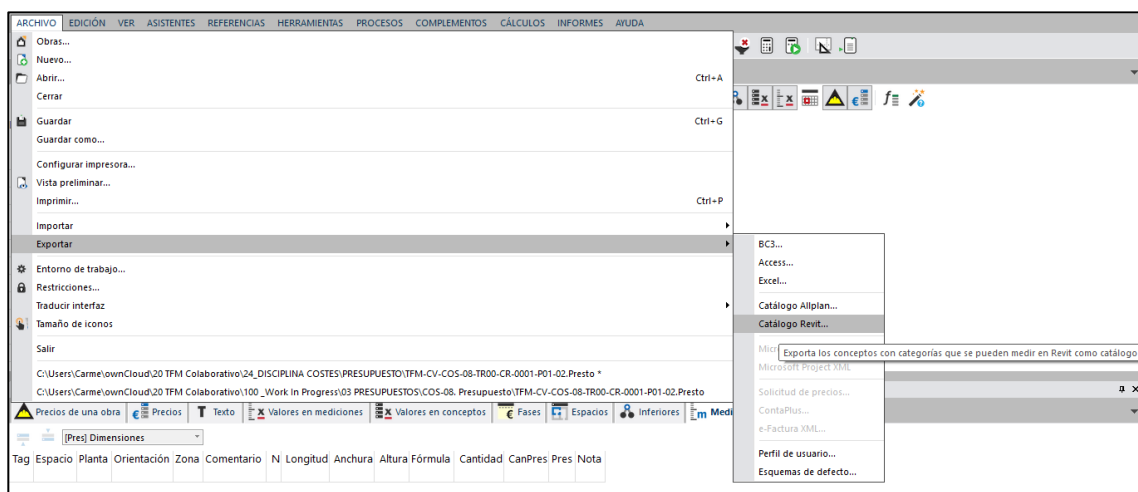 ARCHIVO EDICIÓN VER ASISTENTES REFERENCIAS HERRAMIENTAS PROCESOS COMPLEMENTOS CÁLCULOS INFORMES AYUDA
Obras...
Nuevo...
Abrir... Ctrl+A
Cerrar
Guardar Ctrl+G
Guardar como...
Configurar impresora...
Vista preliminar...
Imprimir... Ctrl+P
Importar
Exportar
BC3...
Access...
Excel...
Catálogo Allplan...
Catálogo Revit...
Exporta los conceptos con categorías que se pueden medir en Revit como catálogo
Microsoft Project XML
Solicitud de precios...
ContaPlus...
e-Factura XML...
Perfil de usuario...
Esquemas de defecto...
Entorno de trabajo...
Restricciones...
Traducir interfaz
Tamaño de iconos
Salir
C:\Users\Carme\ownCloud\20 TFM Colaborativo\24_DISCIPLINA COSTES\PRESUPUESTO\TFM-CV-COS-08-TR00-CR-0001-P01-02.Presto *
C:\Users\Carme\ownCloud\20 TFM Colaborativo\100 _Work In Progress\03 PRESUPUESTOS\COS-08. Presupuesto\TFM-CV-COS-08-TR00-CR-0001-P01-02.Presto
Precios de una obra Precios Texto Valores en mediciones Valores en conceptos Fases Espacios Inferiores Medi
[Pres] Dimensiones
Tag Espacio Planta Orientación Zona Comentario N Longitud Anchura Altura Fórmula Cantidad CanPres Pres Nota